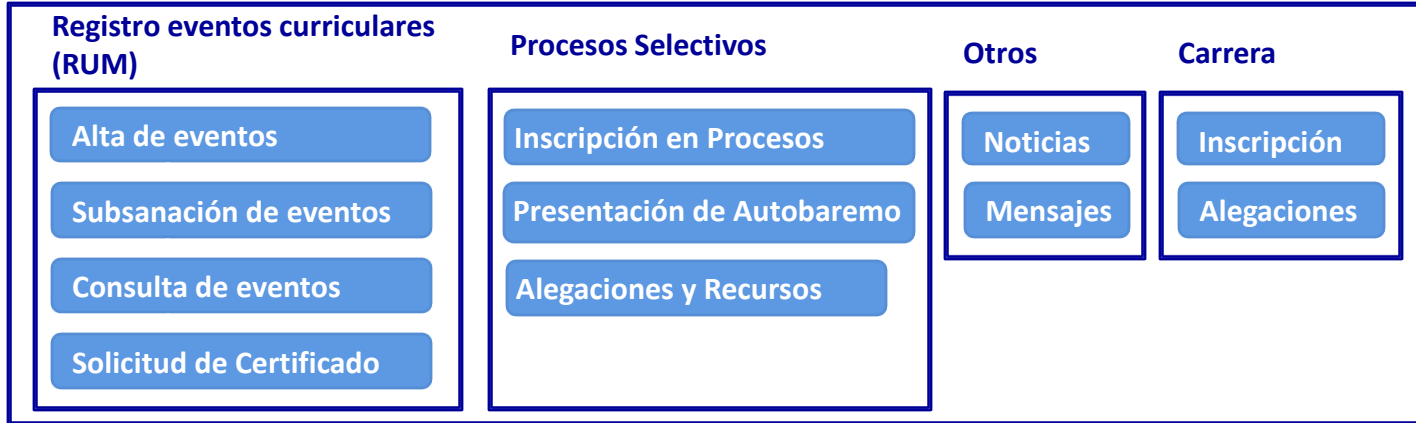 Registro eventos curriculares
(RUM)
Alta de eventos
Subsanación de eventos
Consulta de eventos
Solicitud de Certificado
Procesos Selectivos
Inscripción en Procesos
Presentación de Autobaremo
Alegaciones y Recursos
Otros
Noticias
Mensajes
Carrera
Inscripción
Alegaciones